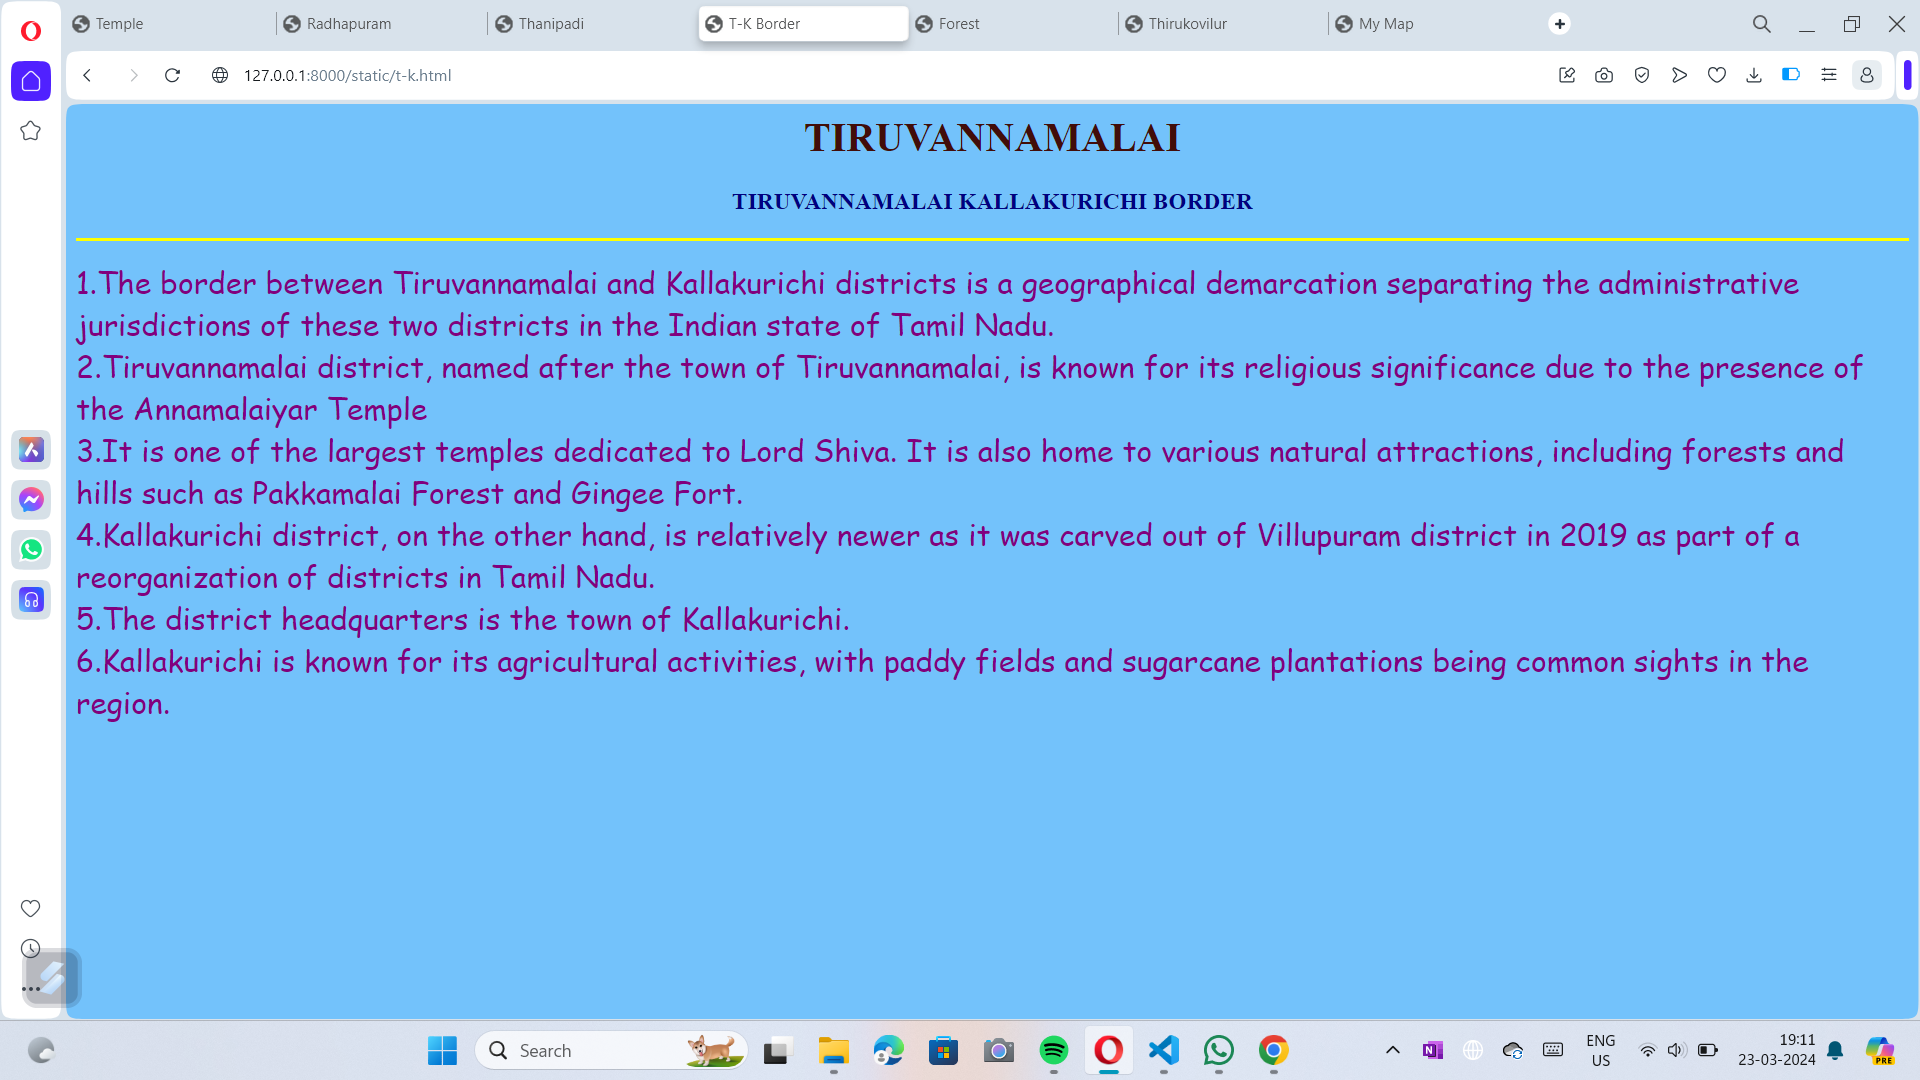 Temple
Radhapuram
Thanipadi
T-K Border
Forest
Thirukovilur
My Map
127.0.0.1:8000/static/t-k.html
TIRUVANNAMALAI
TIRUVANNAMALAI KALLAKURICHI BORDER
1.The border between Tiruvannamalai and Kallakurichi districts is a geographical demarcation separating the administrative
jurisdictions of these two districts in the Indian state of Tamil Nadu.
2.Tiruvannamalai district, named after the town of Tiruvannamalai, is known for its religious significance due to the presence of
the Annamalaiyar Temple
3.It is one of the largest temples dedicated to Lord Shiva. It is also home to various natural attractions, including forests and
hills such as Pakkamalai Forest and Gingee Fort.
4.Kallakurichi district, on the other hand, is relatively newer as it was carved out of Villupuram district in 2019 as part of a
reorganization of districts in Tamil Nadu.
5.The district headquarters is the town of Kallakurichi.
6.Kallakurichi is known for its agricultural activities, with paddy fields and sugarcane plantations being common sights in the
region.
Search
ENG
US
19:11
23-03-2024
PRE